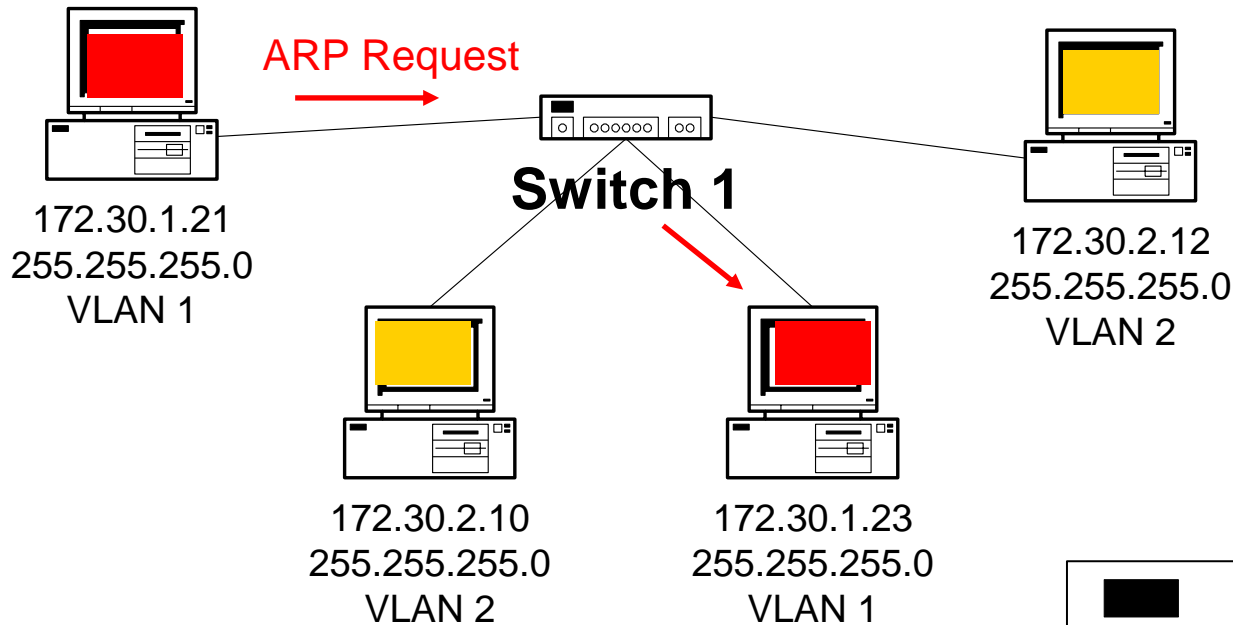 ARP Request
Switch 1
172.30.1.21
255.255.255.0
VLAN 1
172.30.2.12
255.255.255.0
VLAN 2
172.30.2.10
255.255.255.0
VLAN 2
172.30.1.23
255.255.255.0
VLAN 1